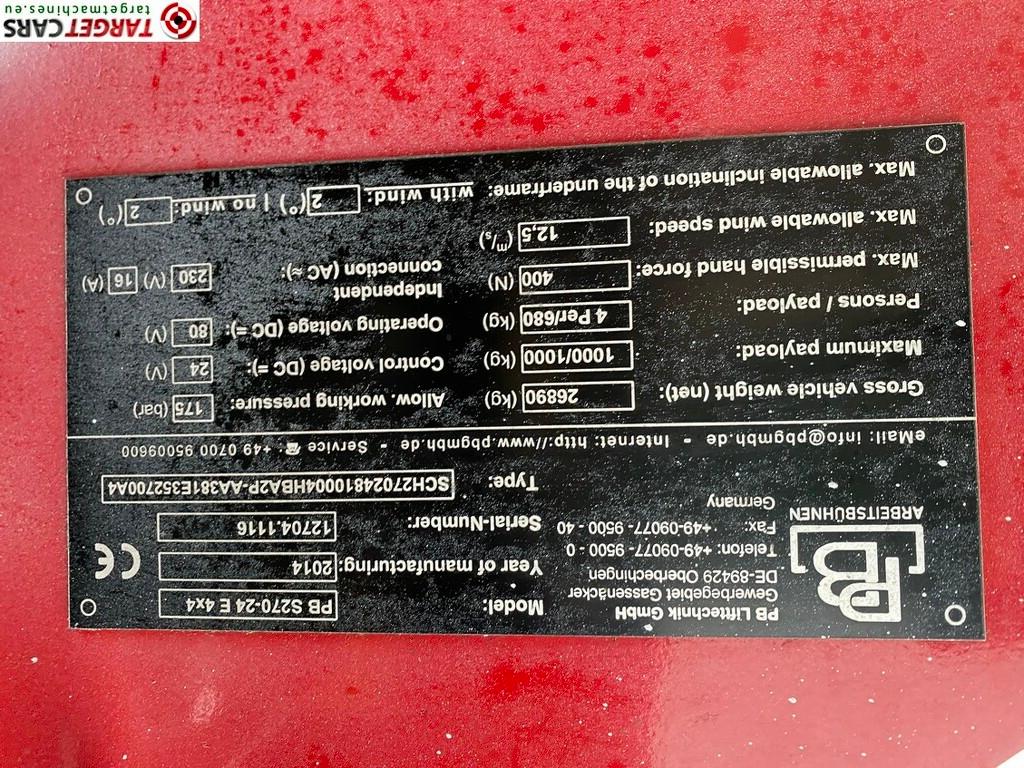 PB
ARBEITSBÜHNEN
PB Lifttechnik GmbH
Gewerbegebiet Gassenäcker
DE-89429 Oberbechingen
Telefon: +49-09077- 9500 - 0
Fax: +49-09077- 9500 - 40
Germany
Model: PB S270-24 E 4x4
Year of manufacturing: 2014
Serial-Number: 12704.1116
Type: SCH27024810004HBA2P-AA381E352700A4
CE
eMail: info@pbgmbh.de - Internet: http://www.pbgmbh.de - Service ☎: +49 0700 95009600
Gross vehicle weight (net): 26890 (kg)
Maximum payload: 1000/1000 (kg)
Persons / payload: 4 Per/680 (kg)
Max. permissible hand force: 400 (N)
Max. allowable wind speed: 12,5 (m/s)
Allow. working pressure: 175 (bar)
Control voltage (DC =): 24 (V)
Operating voltage (DC =): 80 (V)
Independent
connection (AC ≈): 230 (V) 16 (A)
Max. allowable inclination of the underframe: with wind: 2 (°) | no wind: 2 (°)
TARGETCARS
targetmachines.eu